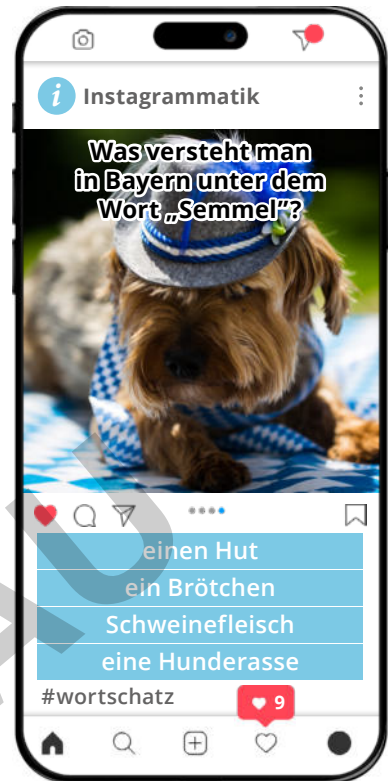 Instagrammatik
Was versteht man
in Bayern unter dem
Wort „Semmel”?
einen Hut
ein Brötchen
Schweinefleisch
eine Hunderasse
#wortschatz
9